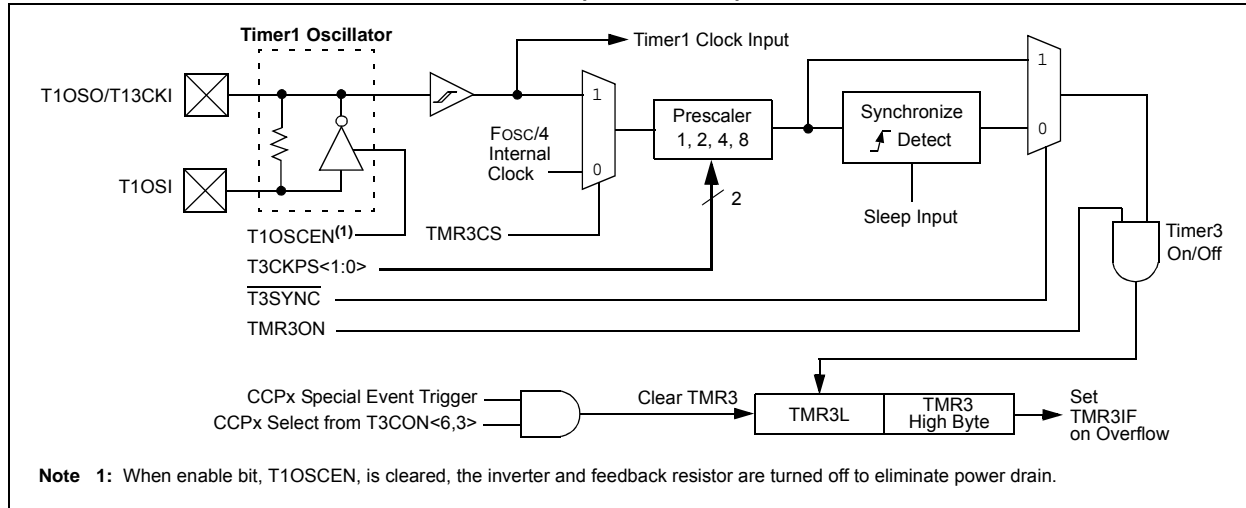 Timer1 Oscillator
Timer1 Clock Input
T1OSO/T13CKI
T1OSI
1
FOSC/4
Internal
Clock
0
Prescaler
1, 2, 4, 8
2
Synchronize
Detect
Sleep Input
1
0
T1OSCEN(1)
TMR3CS
T3CKPS<1:0>
T3SYNC
TMR3ON
Timer3
On/Off
CCPx Special Event Trigger
CCPx Select from T3CON<6,3>
Clear TMR3
TMR3L
TMR3
High Byte
Set
TMR3IF
on Overflow
Note 1: When enable bit, T1OSCEN, is cleared, the inverter and feedback resistor are turned off to eliminate power drain.